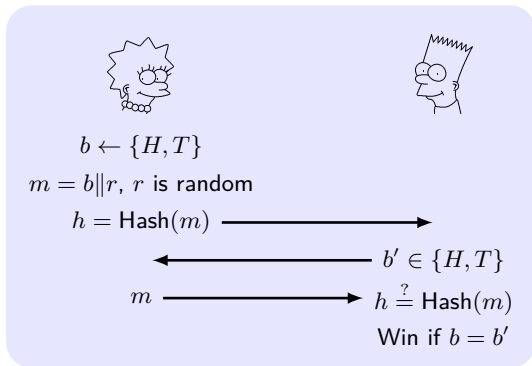 b ← {H, T}
m = b∥r, r is random
h = Hash(m)
b′ ∈ {H, T}
m
h ≟ Hash(m)
Win if b = b′